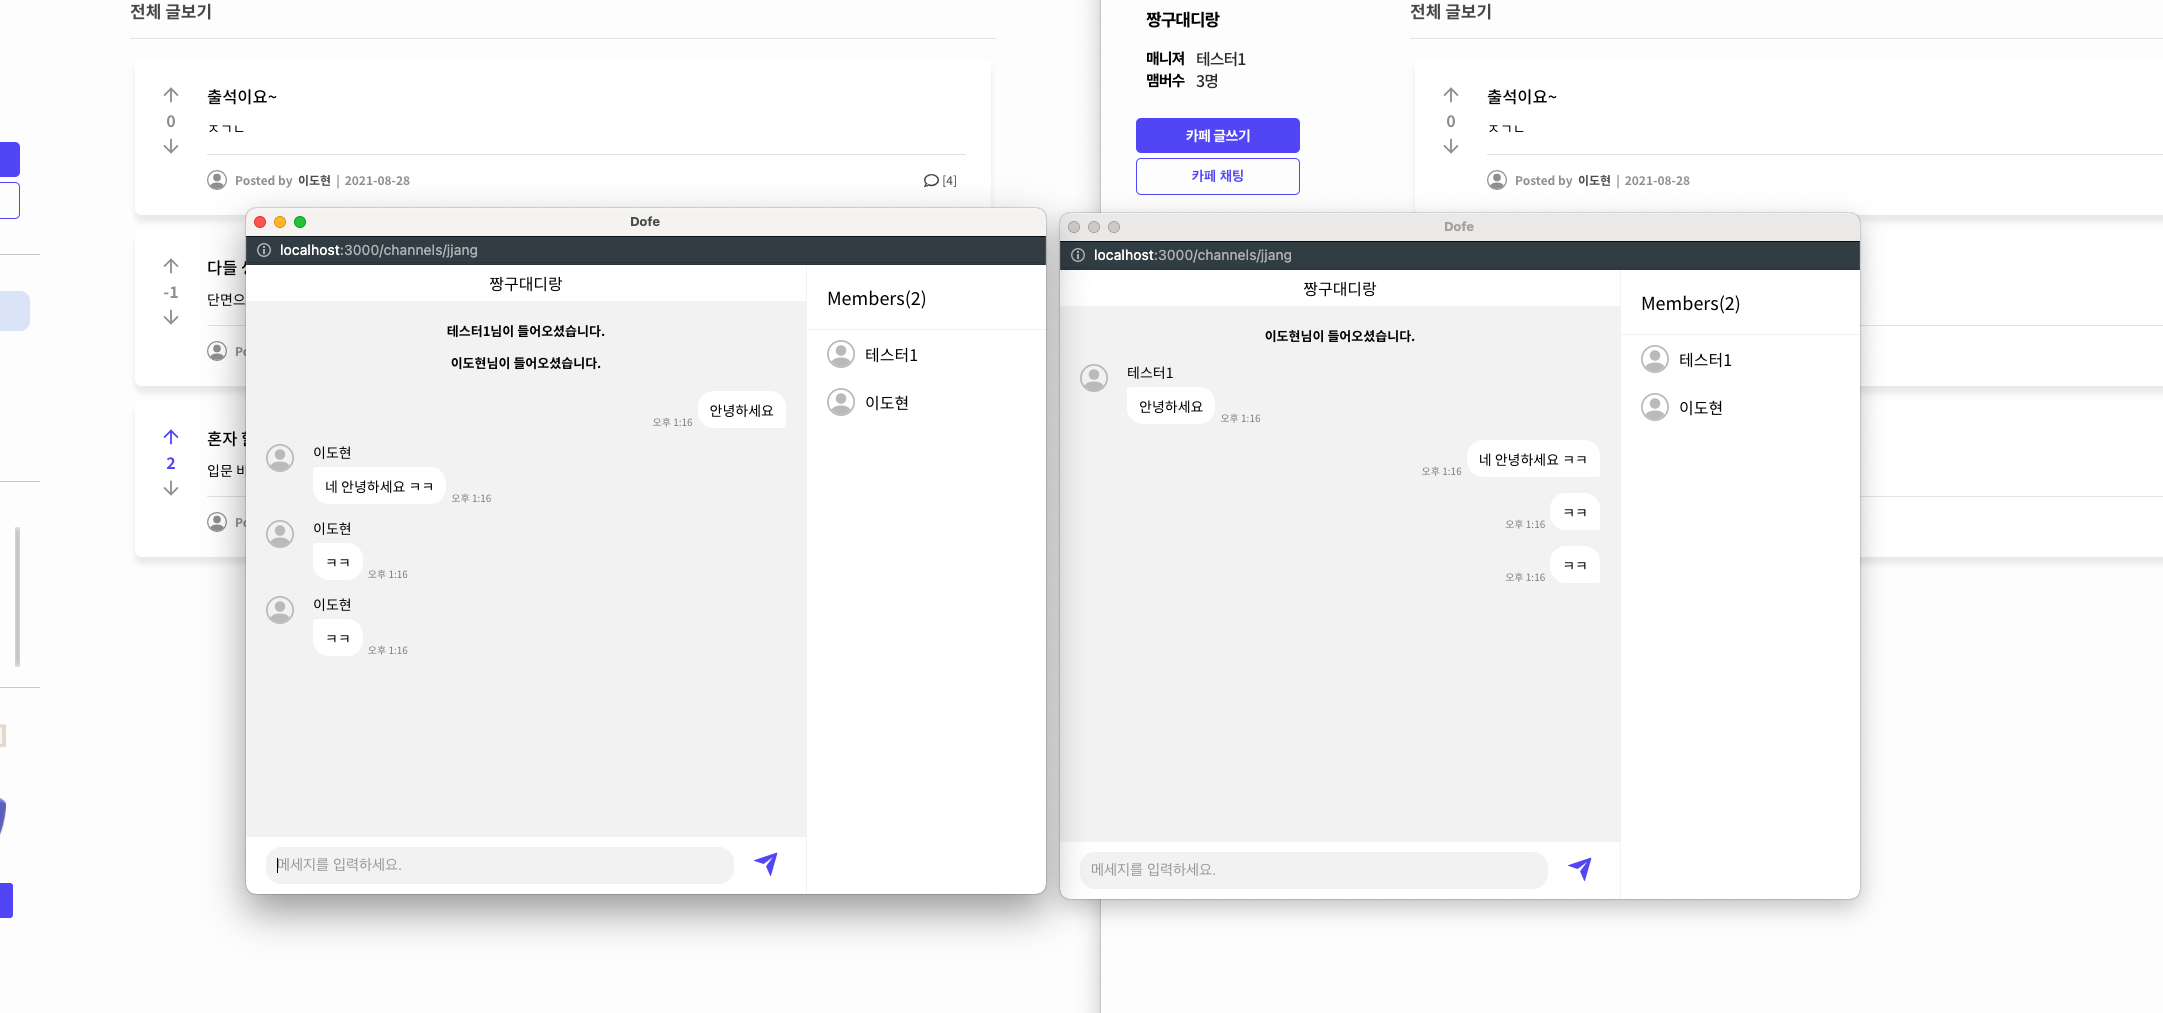 전체 글보기
출석이요~
0
ㅈㄱㄴ
Posted by 이도현 | 2021-08-28
[4]
다들
-1
단면으
혼자
2
입문
짱구대디랑
매니져 테스터1
맴버수 3명
카페 글쓰기
카페 채팅
전체 글보기
출석이요~
0
ㅈㄱㄴ
Posted by 이도현 | 2021-08-28
Dofe
localhost:3000/channels/jjang
짱구대디랑
테스터1님이 들어오셨습니다.
이도현님이 들어오셨습니다.
오후 1:16 안녕하세요
이도현
네 안녕하세요 ㅋㅋ 오후 1:16
이도현
ㅋㅋ 오후 1:16
이도현
ㅋㅋ 오후 1:16
메세지를 입력하세요.
Members(2)
테스터1
이도현
Dofe
localhost:3000/channels/jjang
짱구대디랑
이도현님이 들어오셨습니다.
테스터1
안녕하세요 오후 1:16
오후 1:16 네 안녕하세요 ㅋㅋ
오후 1:16 ㅋㅋ
오후 1:16 ㅋㅋ
메세지를 입력하세요.
Members(2)
테스터1
이도현